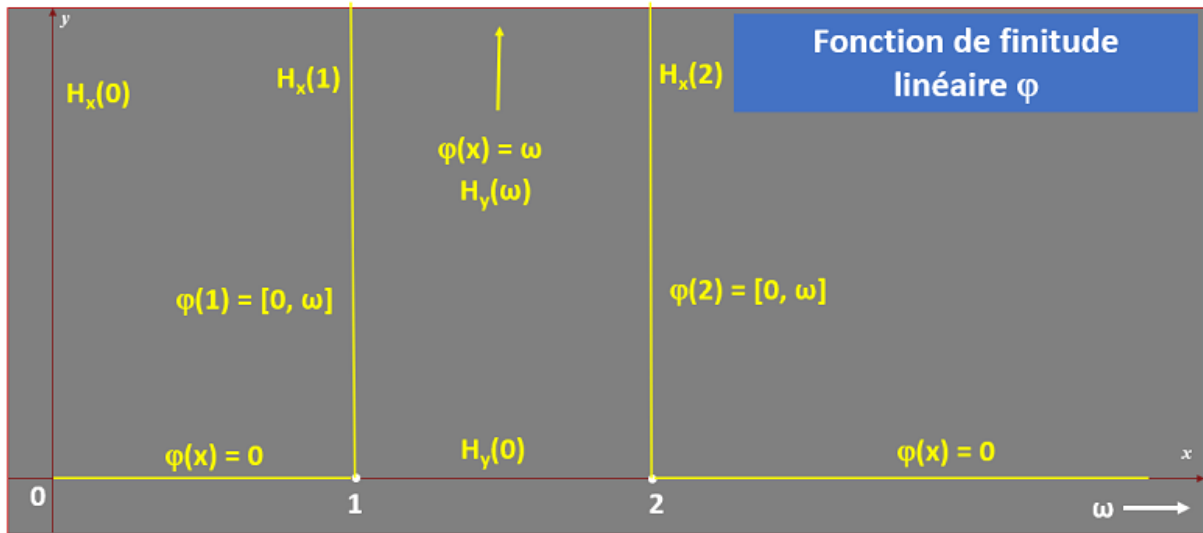 y
Fonction de finitude
linéaire φ
Hx(0)
Hx(1)
Hx(2)
φ(x) = ω
Hy(ω)
φ(1) = [0, ω]
φ(2) = [0, ω]
φ(x) = 0
Hy(0)
φ(x) = 0
x
0
1
2
ω